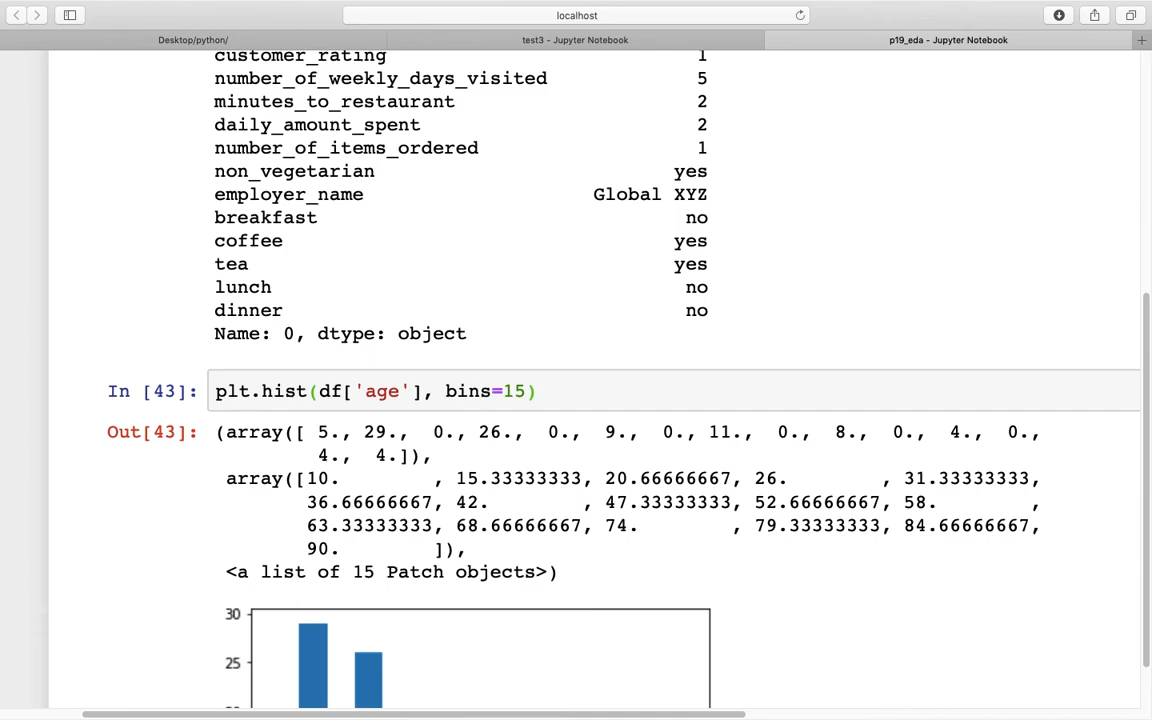 localhost
Desktop/python/
test3 - Jupyter Notebook
p19_eda - Jupyter Notebook
customer_rating 1
number_of_weekly_days_visited 5
minutes_to_restaurant 2
daily_amount_spent 2
number_of_items_ordered 1
non_vegetarian yes
employer_name Global XYZ
breakfast no
coffee yes
tea yes
lunch no
dinner no
Name: 0, dtype: object
In [43]: plt.hist(df['age'], bins=15)
Out[43]: (array([ 5., 29., 0., 26., 0., 9., 0., 11., 0., 8., 0., 4., 0.,
4., 4.]),
array([10. , 15.33333333, 20.66666667, 26. , 31.33333333,
36.66666667, 42. , 47.33333333, 52.66666667, 58. ,
63.33333333, 68.66666667, 74. , 79.33333333, 84.66666667,
90. ]),
<a list of 15 Patch objects>)
30
25